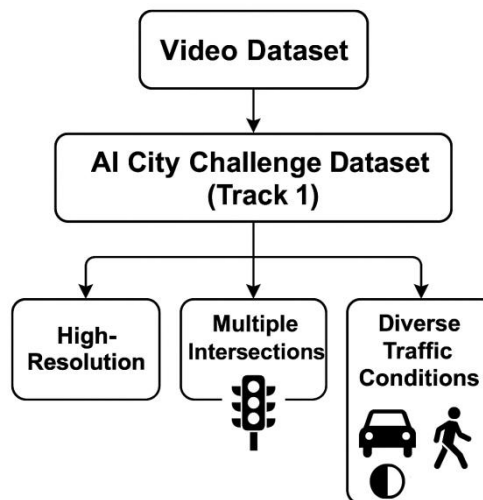 Video Dataset
AI City Challenge Dataset
(Track 1)
High-
Resolution
Multiple
Intersections
Diverse
Traffic
Conditions